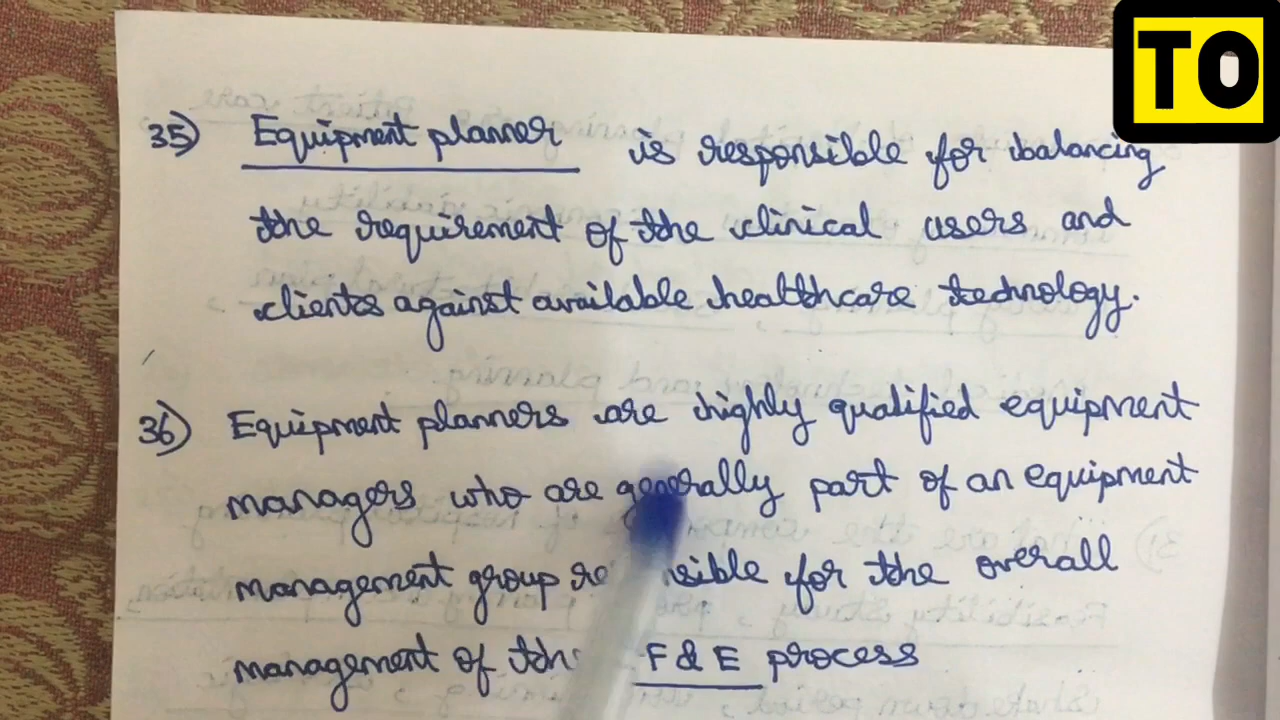 TO
35) Equipment planner is responsible for balancing
the requirement of the clinical users and
clients against available healthcare technology.
36) Equipment planners are highly qualified equipment
managers who are generally part of an equipment
management group for the overall
management of F & E process